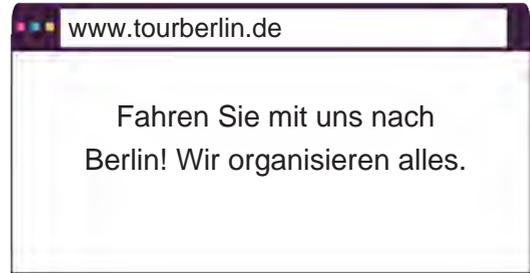 www.tourberlin.de
Fahren Sie mit uns nach
Berlin! Wir organisieren alles.